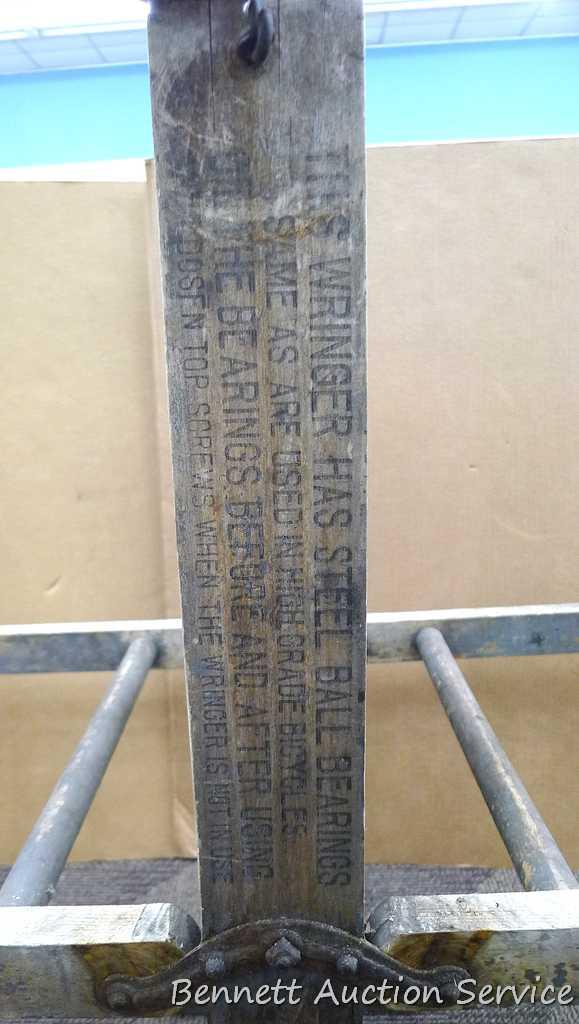 THIS WRINGER HAS STEEL BALL BEARINGS
SAME AS ARE USED IN HIGH GRADE BICYCLES
OIL THE BEARINGS BEFORE AND AFTER USING
LOOSEN TOP SCREWS WHEN THE WRINGER IS NOT IN USE
Bennett Auction Service